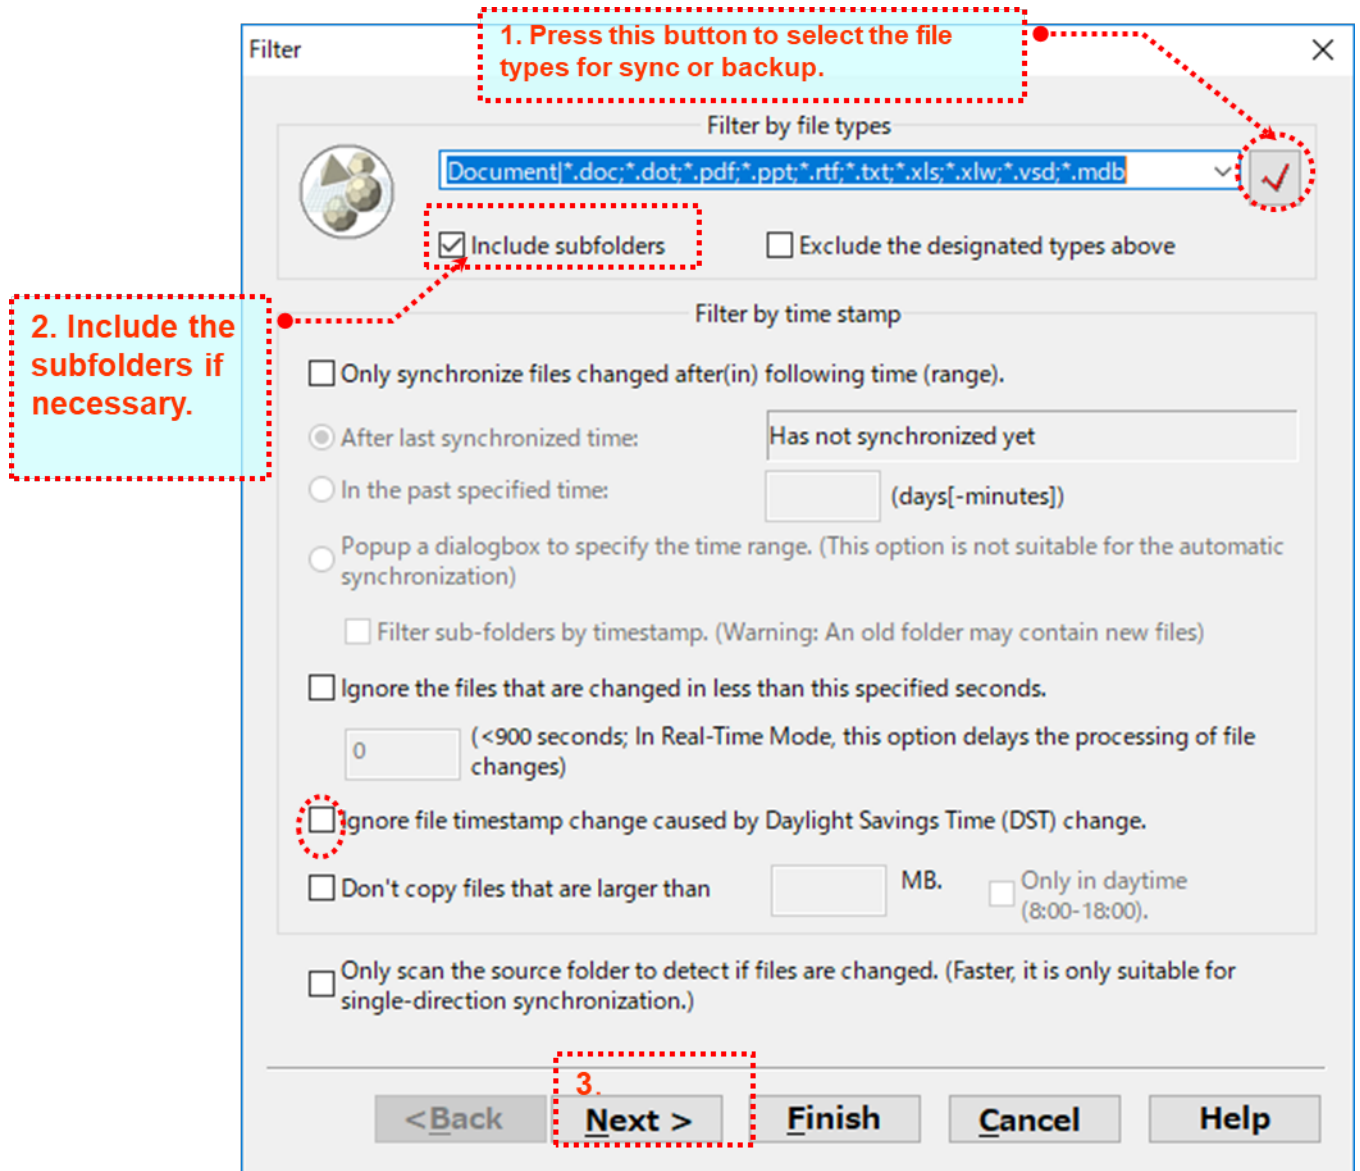 1. Press this button to select the file
types for sync or backup.
Filter
Filter by file types
Document|*.doc;*.dot;*.pdf;*.ppt;*.rtf;*.txt;*.xls;*.xlw;*.vsd;*.mdb
Include subfolders
Exclude the designated types above
2. Include the
subfolders if
necessary.
Filter by time stamp
Only synchronize files changed after(in) following time (range).
After last synchronized time:
Has not synchronized yet
In the past specified time:
(days[-minutes])
Popup a dialogbox to specify the time range. (This option is not suitable for the automatic
synchronization)
Filter sub-folders by timestamp. (Warning: An old folder may contain new files)
Ignore the files that are changed in less than this specified seconds.
0
(<900 seconds; In Real-Time Mode, this option delays the processing of file
changes)
Ignore file timestamp change caused by Daylight Savings Time (DST) change.
Don't copy files that are larger than
MB.
Only in daytime
(8:00-18:00).
Only scan the source folder to detect if files are changed. (Faster, it is only suitable for
single-direction synchronization.)
3.
<Back
Next >
Finish
Cancel
Help